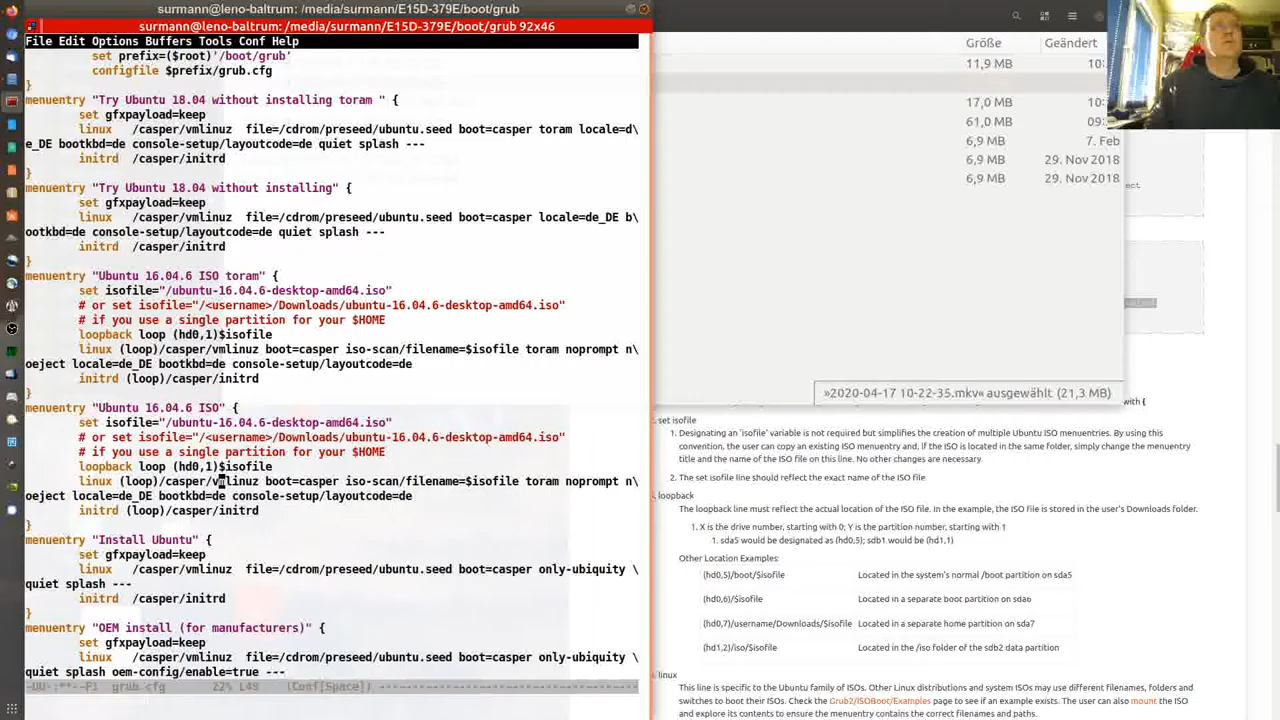 surmann@leno-baltrum: /media/surmann/E15D-379E/boot/grub
surmann@leno-baltrum: /media/surmann/E15D-379E/boot/grub 92x46
File Edit Options Buffers Tools Conf Help
set prefix=($root)'/boot/grub'
configfile $prefix/grub.cfg
}
menuentry "Try Ubuntu 18.04 without installing toram " {
set gfxpayload=keep
linux   /casper/vmlinuz  file=/cdrom/preseed/ubuntu.seed boot=casper toram locale=d\
e_DE bootkbd=de console-setup/layoutcode=de quiet splash ---
initrd  /casper/initrd
}
menuentry "Try Ubuntu 18.04 without installing" {
set gfxpayload=keep
linux   /casper/vmlinuz  file=/cdrom/preseed/ubuntu.seed boot=casper locale=de_DE b\
ootkbd=de console-setup/layoutcode=de quiet splash ---
initrd  /casper/initrd
}
menuentry "Ubuntu 16.04.6 ISO toram" {
set isofile="/ubuntu-16.04.6-desktop-amd64.iso"
# or set isofile="/<username>/Downloads/ubuntu-16.04.6-desktop-amd64.iso"
# if you use a single partition for your $HOME
loopback loop (hd0,1)$isofile
linux (loop)/casper/vmlinuz boot=casper iso-scan/filename=$isofile toram noprompt n\
oeject locale=de_DE bootkbd=de console-setup/layoutcode=de
initrd (loop)/casper/initrd
}
menuentry "Ubuntu 16.04.6 ISO" {
set isofile="/ubuntu-16.04.6-desktop-amd64.iso"
# or set isofile="/<username>/Downloads/ubuntu-16.04.6-desktop-amd64.iso"
# if you use a single partition for your $HOME
loopback loop (hd0,1)$isofile
linux (loop)/casper/vmlinuz boot=casper iso-scan/filename=$isofile toram noprompt n\
oeject locale=de_DE bootkbd=de console-setup/layoutcode=de
initrd (loop)/casper/initrd
}
menuentry "Install Ubuntu" {
set gfxpayload=keep
linux   /casper/vmlinuz  file=/cdrom/preseed/ubuntu.seed boot=casper only-ubiquity \
quiet splash ---
initrd  /casper/initrd
}
menuentry "OEM install (for manufacturers)" {
set gfxpayload=keep
linux   /casper/vmlinuz  file=/cdrom/preseed/ubuntu.seed boot=casper only-ubiquity \
quiet splash oem-config/enable=true ---
-UU-:**--F1  grub.cfg       22% L49    (Conf[Space])
Größe Geändert
11,9 MB 10:
17,0 MB 10:
61,0 MB 09:
6,9 MB 7. Feb
6,9 MB 29. Nov 2018
6,9 MB 29. Nov 2018
ect
»2020-04-17 10-22-35.mkv« ausgewählt (21,3 MB)
with {
set isofile
1. Designating an 'isofile' variable is not required but simplifies the creation of multiple Ubuntu ISO menuentries. By using this
convention, the user can copy an existing ISO menuentry and, if the ISO is located in the same folder, simply change the menuentry
title and the name of the ISO file on this line. No other changes are necessary.
2. The set isofile line should reflect the exact name of the ISO file
loopback
The loopback line must reflect the actual location of the ISO file. In the example, the ISO file is stored in the user's Downloads folder.
1. X is the drive number, starting with 0; Y is the partition number, starting with 1
1. sda5 would be designated as (hd0,5); sdb1 would be (hd1,1)
Other Location Examples:
(hd0,5)/boot/$isofile Located in the system's normal /boot partition on sda5
(hd0,6)/$isofile Located in a separate boot partition on sda6
(hd0,7)/username/Downloads/$isofile Located in a separate home partition on sda7
(hd1,2)/iso/$isofile Located in the /iso folder of the sdb2 data partition
linux
This line is specific to the Ubuntu family of ISOs. Other Linux distributions and system ISOs may use different filenames, folders and
switches to boot their ISOs. Check the Grub2/ISOBoot/Examples page to see if an example exists. The user can also mount the ISO
and explore its contents to ensure the menuentry contains the correct filenames and paths.